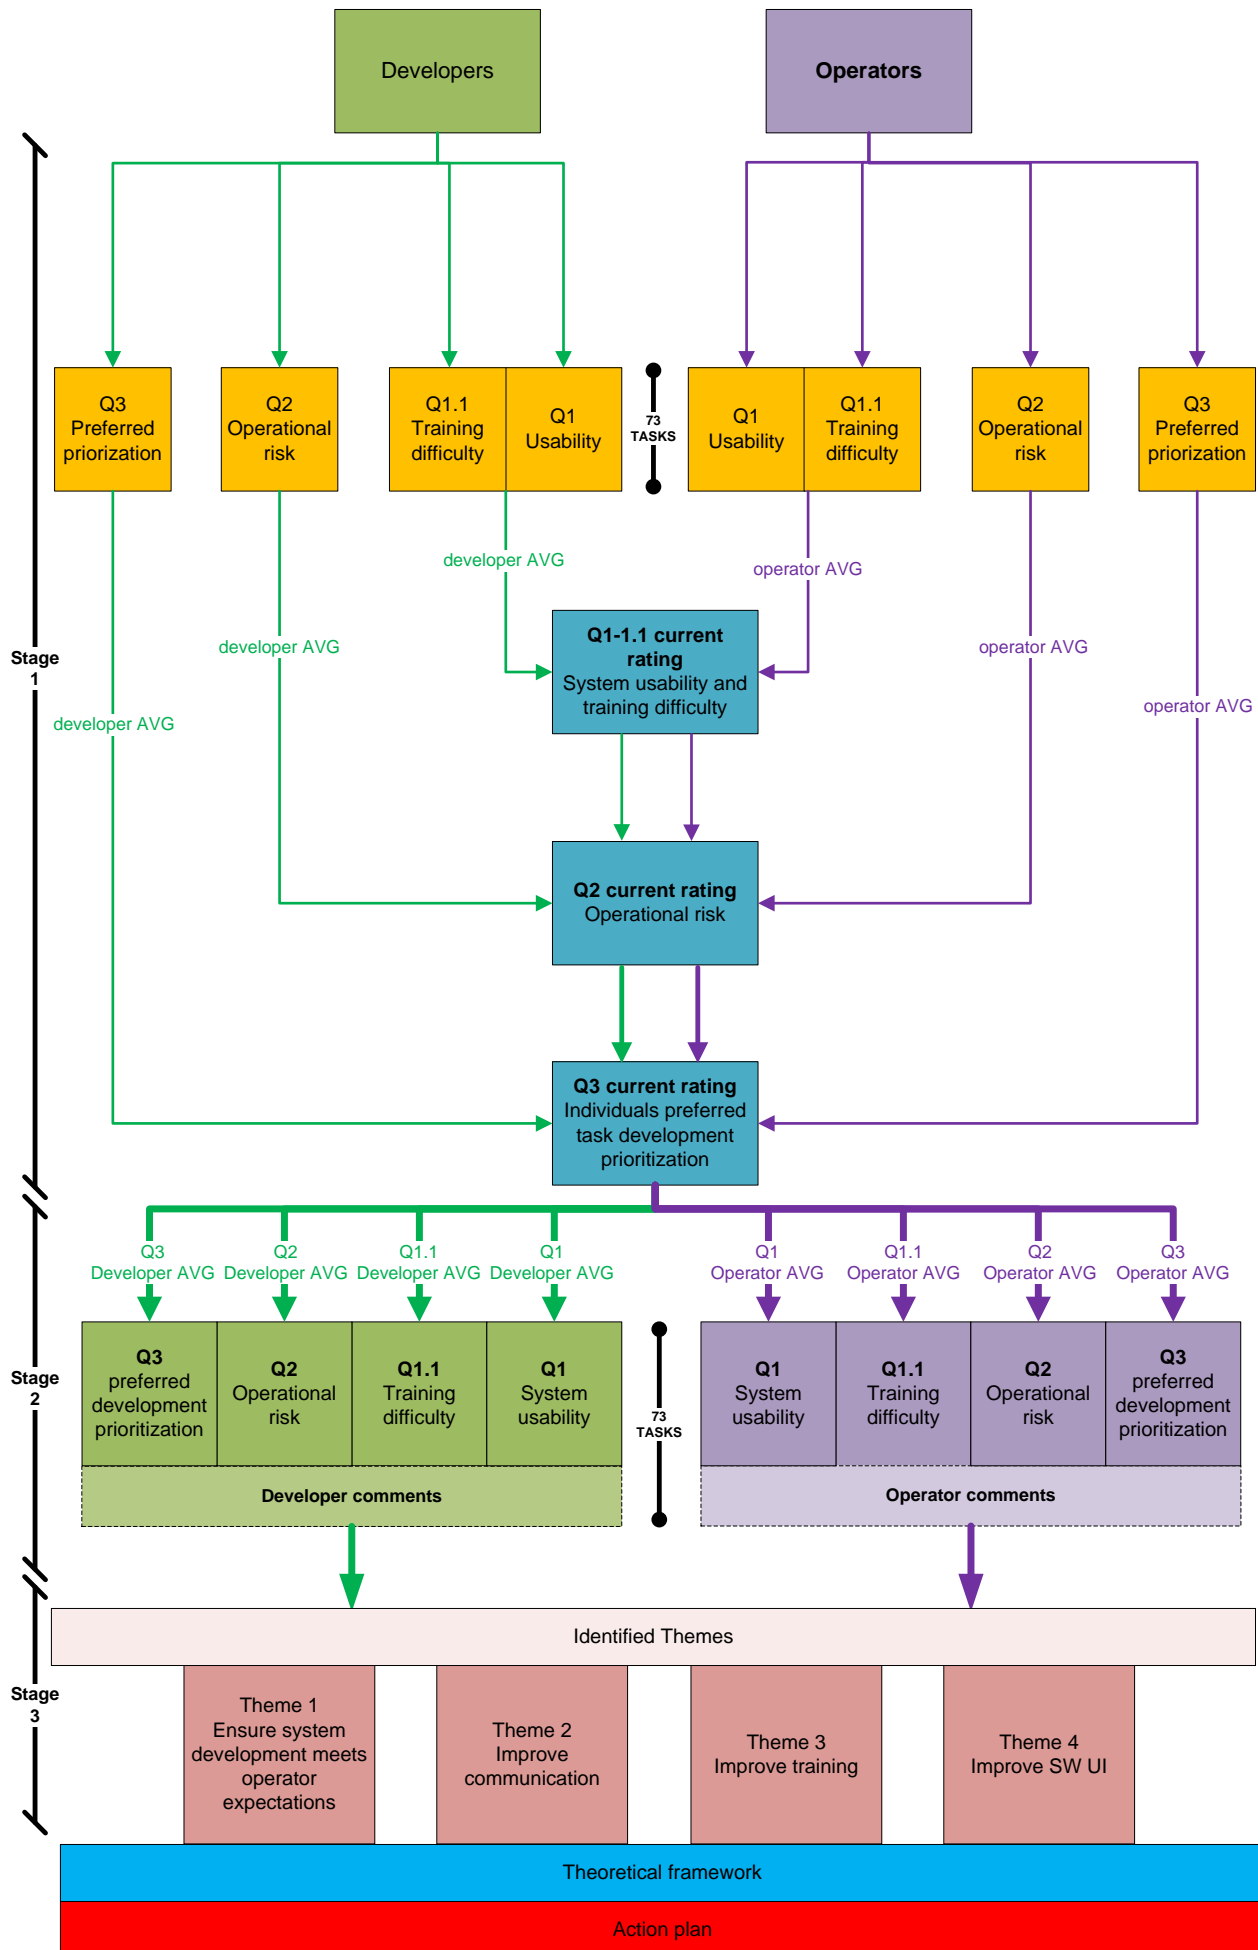 Developers
Operators
Q3
Preferred
priorization
Q2
Operational
risk
Q1.1
Training
difficulty
Q1
Usability
73
TASKS
Q1
Usability
Q1.1
Training
difficulty
Q2
Operational
risk
Q3
Preferred
priorization
developer AVG
operator AVG
developer AVG
operator AVG
developer AVG
operator AVG
Q1-1.1 current
rating
System usability and
training difficulty
Stage
1
Q2 current rating
Operational risk
Q3 current rating
Individuals preferred
task development
prioritization
Q3
Developer AVG
Q2
Developer AVG
Q1.1
Developer AVG
Q1
Developer AVG
Q1
Operator AVG
Q1.1
Operator AVG
Q2
Operator AVG
Q3
Operator AVG
Stage
2
Q3
preferred
development
prioritization
Q2
Operational
risk
Q1.1
Training
difficulty
Q1
System
usability
73
TASKS
Q1
System
usability
Q1.1
Training
difficulty
Q2
Operational
risk
Q3
preferred
development
prioritization
Developer comments
Operator comments
Identified Themes
Stage
3
Theme 1
Ensure system
development meets
operator
expectations
Theme 2
Improve
communication
Theme 3
Improve training
Theme 4
Improve SW UI
Theoretical framework
Action plan